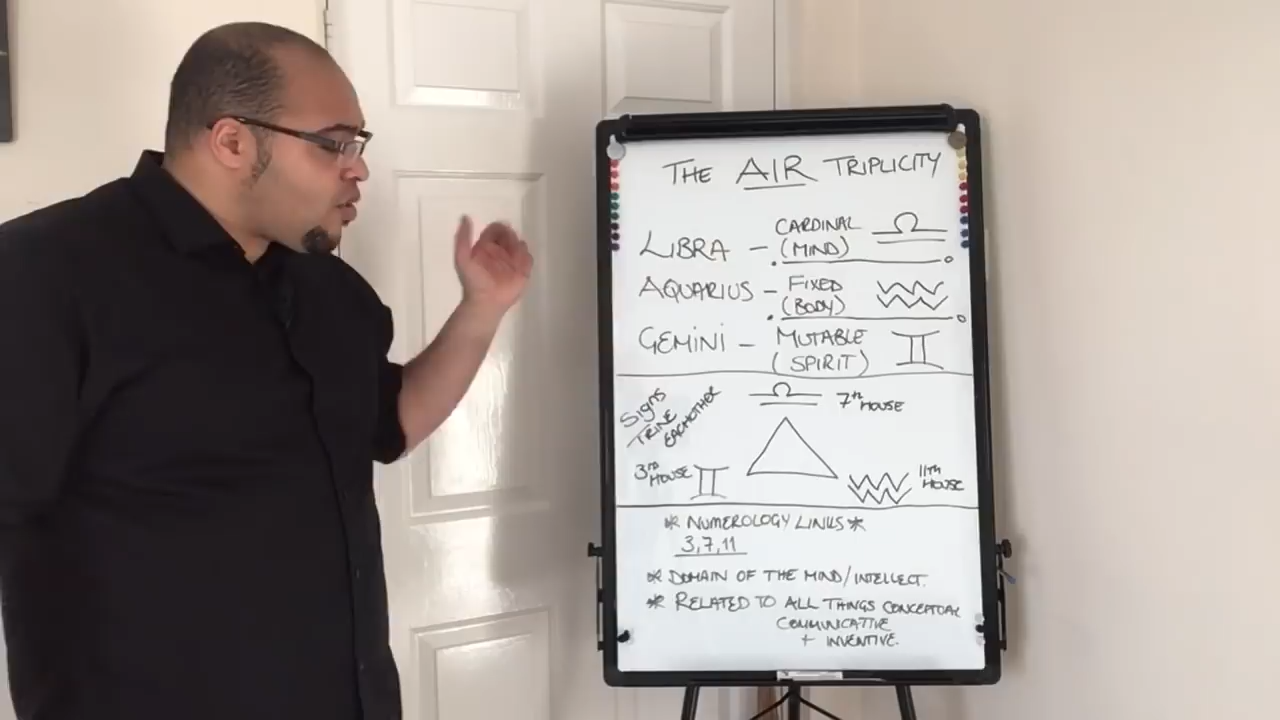 THE AIR TRIPLICITY
LIBRA – CARDINAL
(MIND)
AQUARIUS – FIXED
(BODY)
GEMINI – MUTABLE
(SPIRIT)
SIGNS
TRINE
EACHOTHER
7TH HOUSE
3RD
HOUSE
11TH
HOUSE
* NUMEROLOGY LINKS *
3,7,11
* DOMAIN OF THE MIND/INTELLECT.
* RELATED TO ALL THINGS CONCEPTUAL
COMMUNICATIVE
+ INVENTIVE.